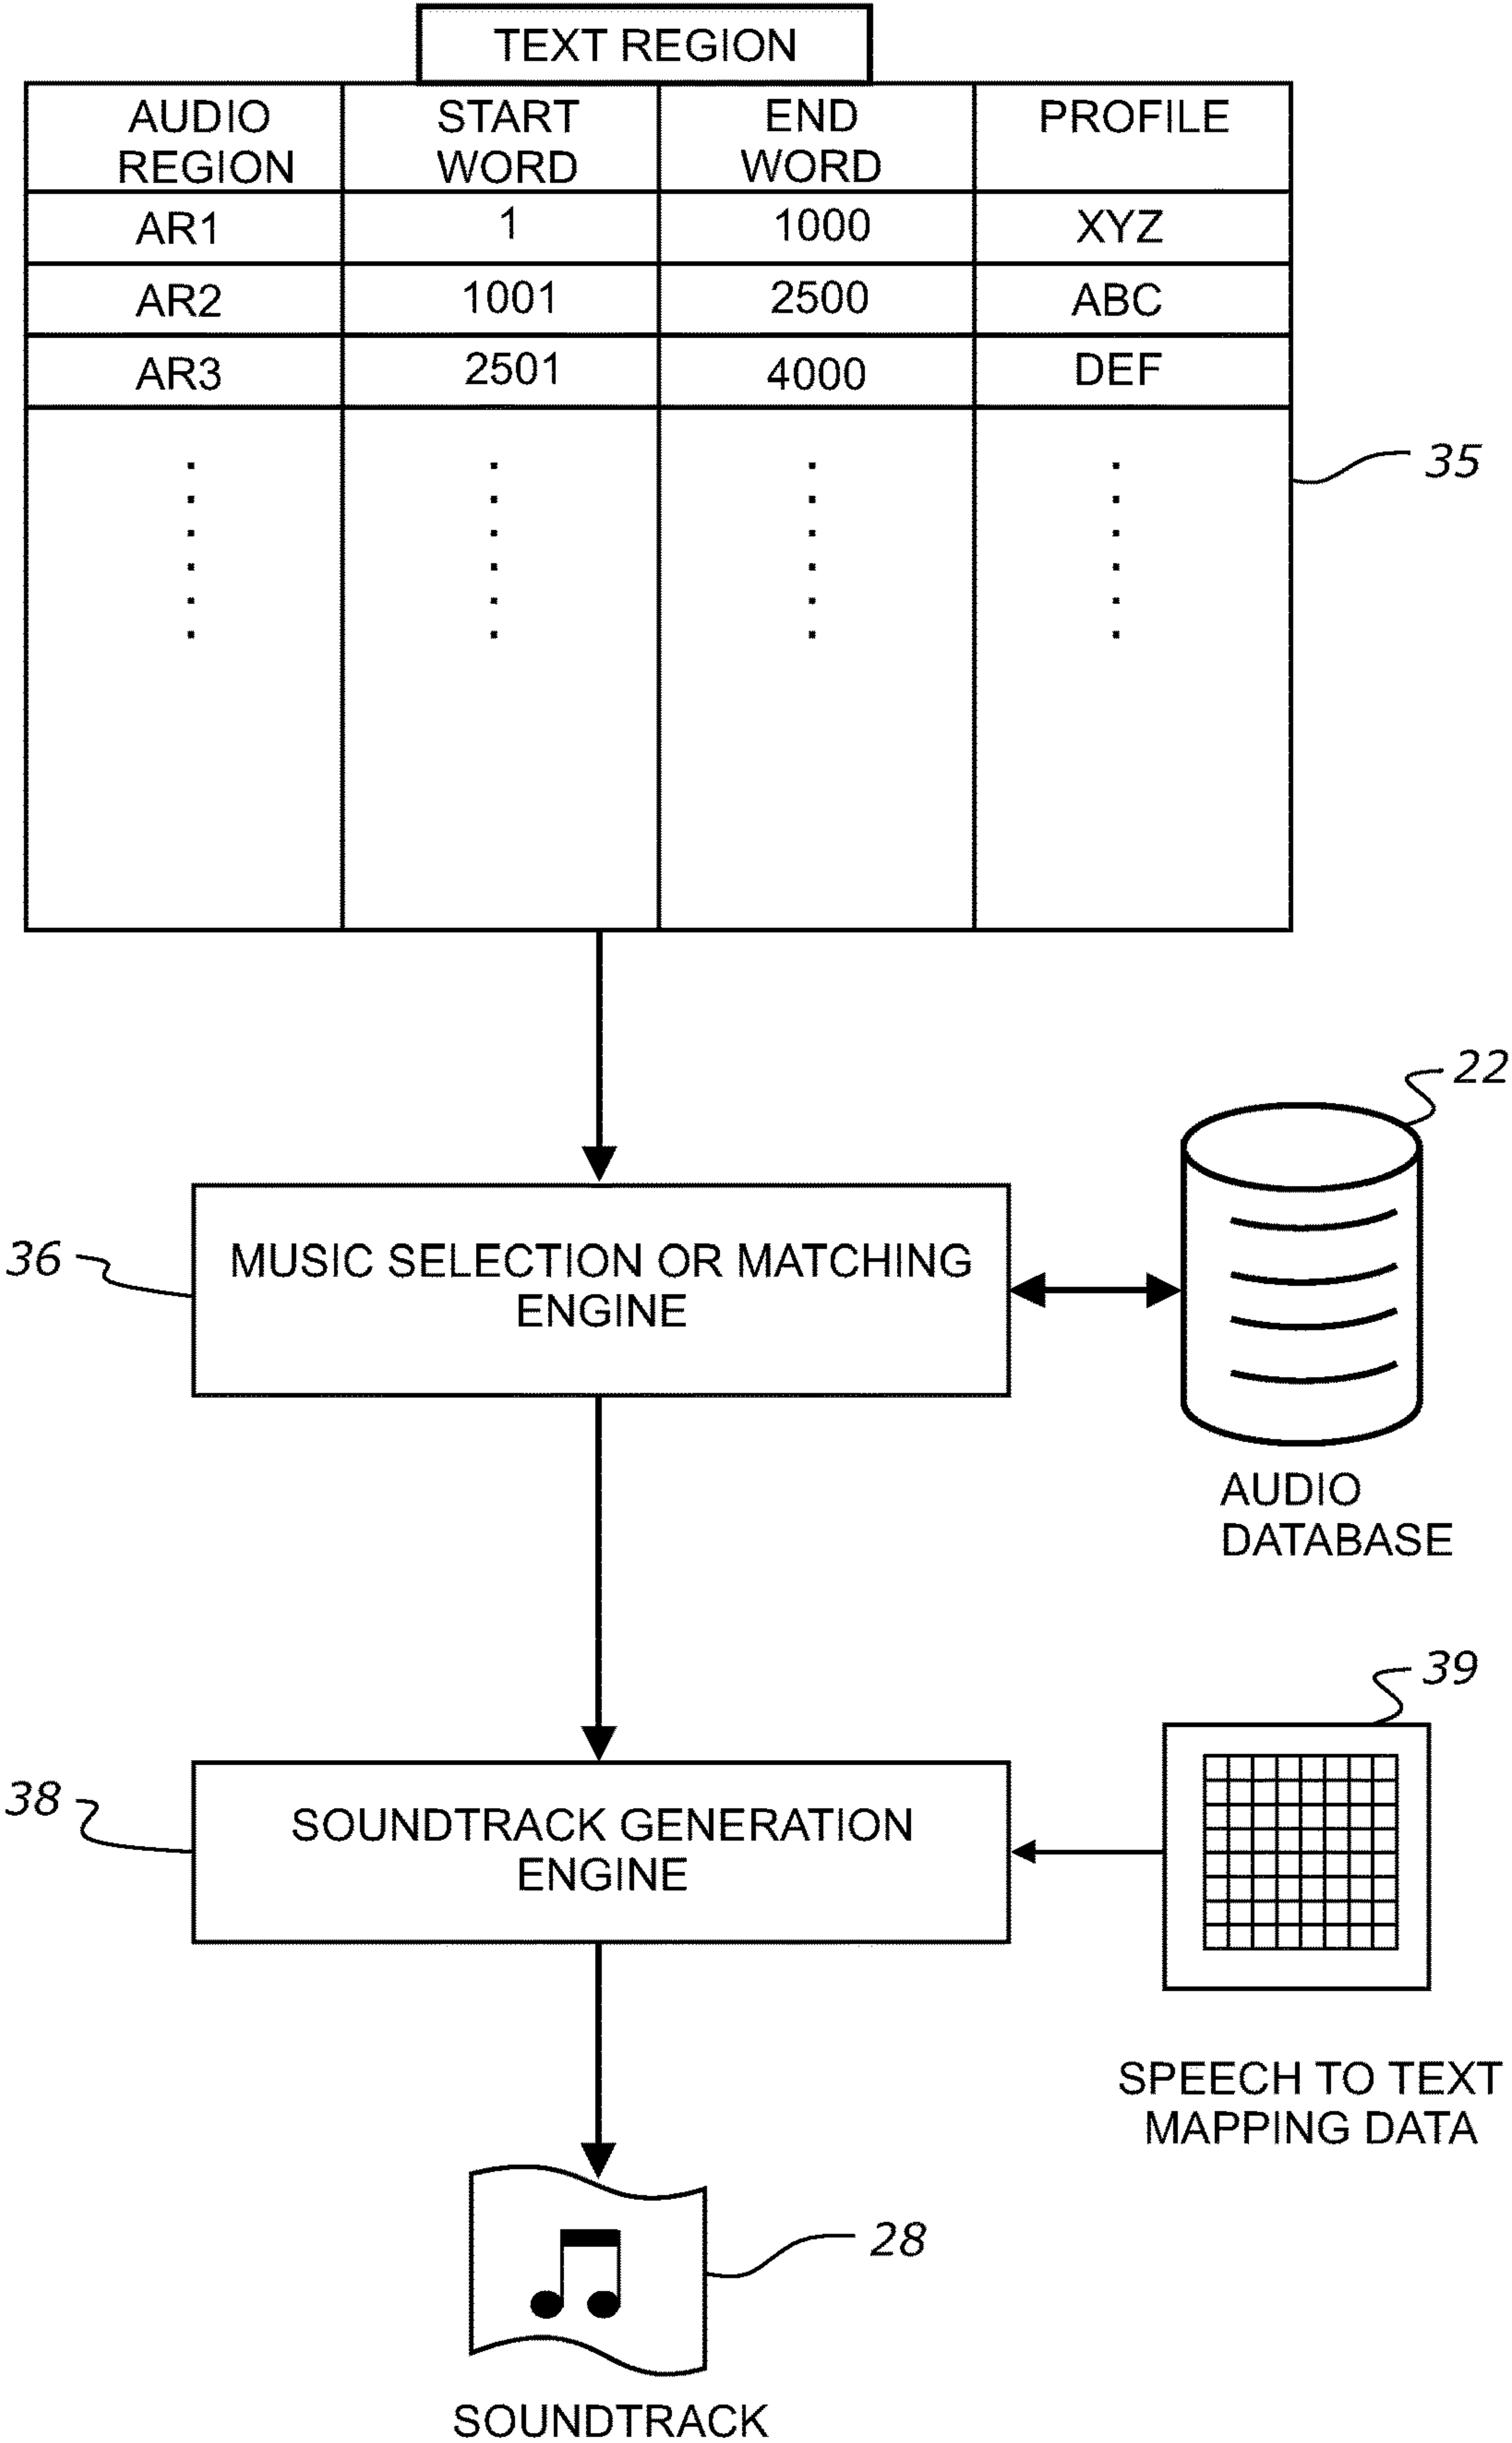 TEXT REGION
AUDIO REGION START WORD END WORD PROFILE
AR1 1 1000 XYZ
AR2 1001 2500 ABC
AR3 2501 4000 DEF
35
22
36
MUSIC SELECTION OR MATCHING
ENGINE
AUDIO
DATABASE
39
38
SOUNDTRACK GENERATION
ENGINE
SPEECH TO TEXT
MAPPING DATA
28
SOUNDTRACK